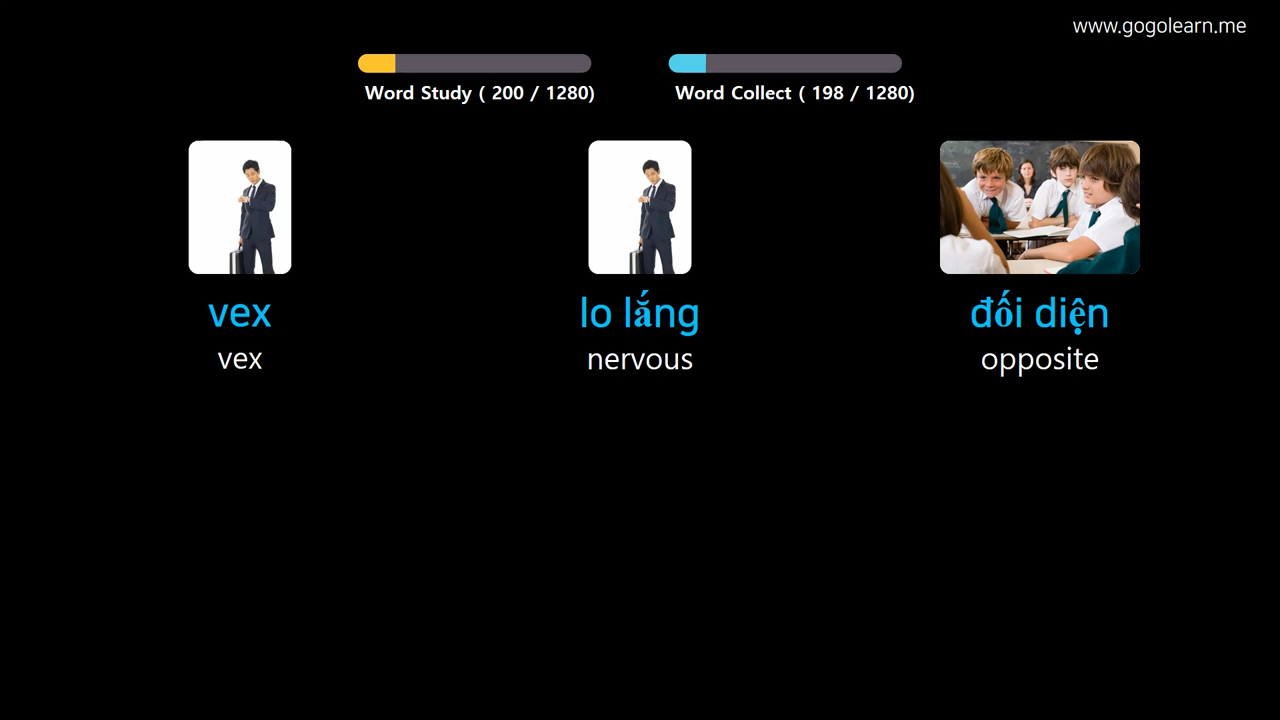 www.gogolearn.me
Word Study ( 200 / 1280)
Word Collect ( 198 / 1280)
vex
lo lắng
đối diện
vex
nervous
opposite